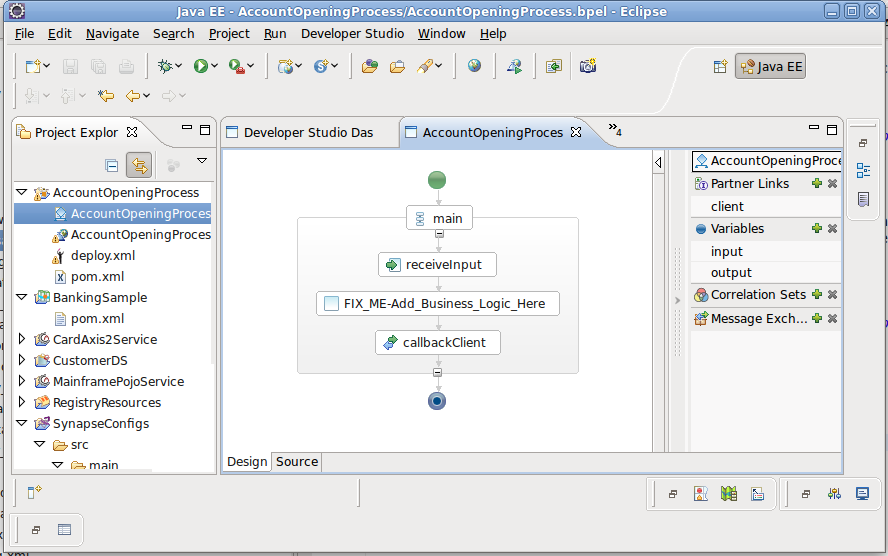 Java EE - AccountOpeningProcess/AccountOpeningProcess.bpel - Eclipse
File Edit Navigate Search Project Run Developer Studio Window Help
Java EE
Project Explor
Developer Studio Das
AccountOpeningProces
»4
AccountOpeningProcess
AccountOpeningProces
AccountOpeningProces
deploy.xml
pom.xml
BankingSample
pom.xml
CardAxis2Service
CustomerDS
MainframePojoService
RegistryResources
SynapseConfigs
src
main
main
receiveInput
FIX_ME-Add_Business_Logic_Here
callbackClient
AccountOpeningProce
Partner Links
client
Variables
input
output
Correlation Sets
Message Exch...
Design Source